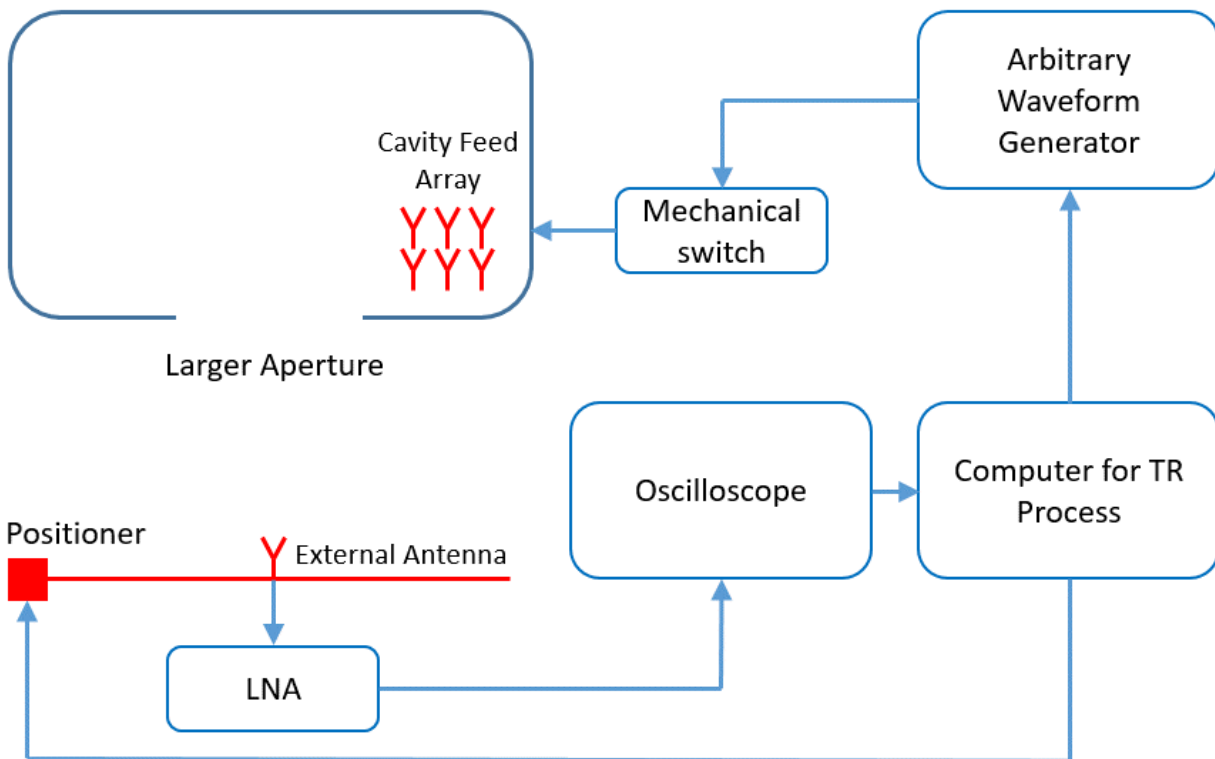 Arbitrary
Waveform
Generator
Cavity Feed
Array
Mechanical
switch
Larger Aperture
Oscilloscope
Computer for TR
Process
Positioner
External Antenna
LNA